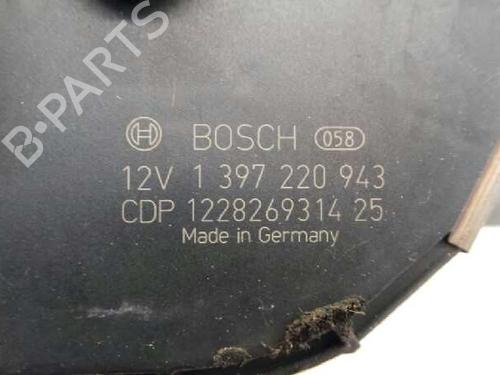 B-PARTS
BOSCH 058
12V 1 397 220 943
CDP 1228269314 25
Made in Germany